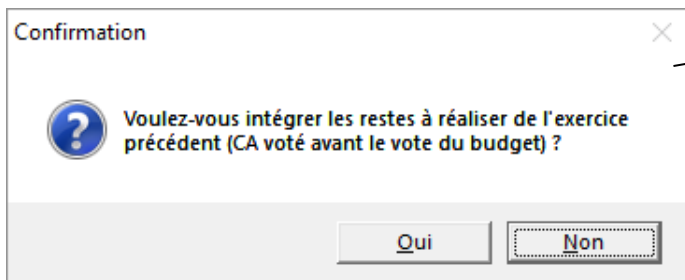 Confirmation
Voulez-vous intégrer les restes à réaliser de l'exercice
précédent (CA voté avant le vote du budget) ?
Oui
Non